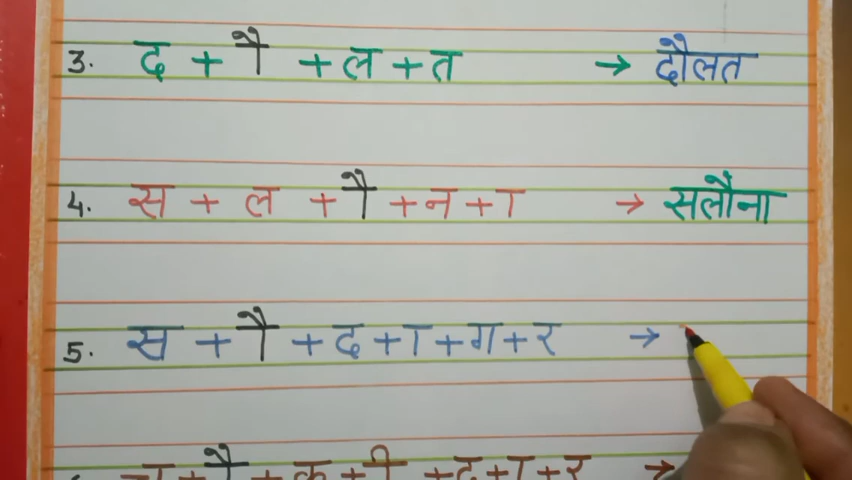 3. द + ौ + ल + त → दौलत
4. स + ल + ौ + न + ा → सलौना
5. स + ौ + द + ा + ग + र →
+ ौ + क + ी + द + ा + र →